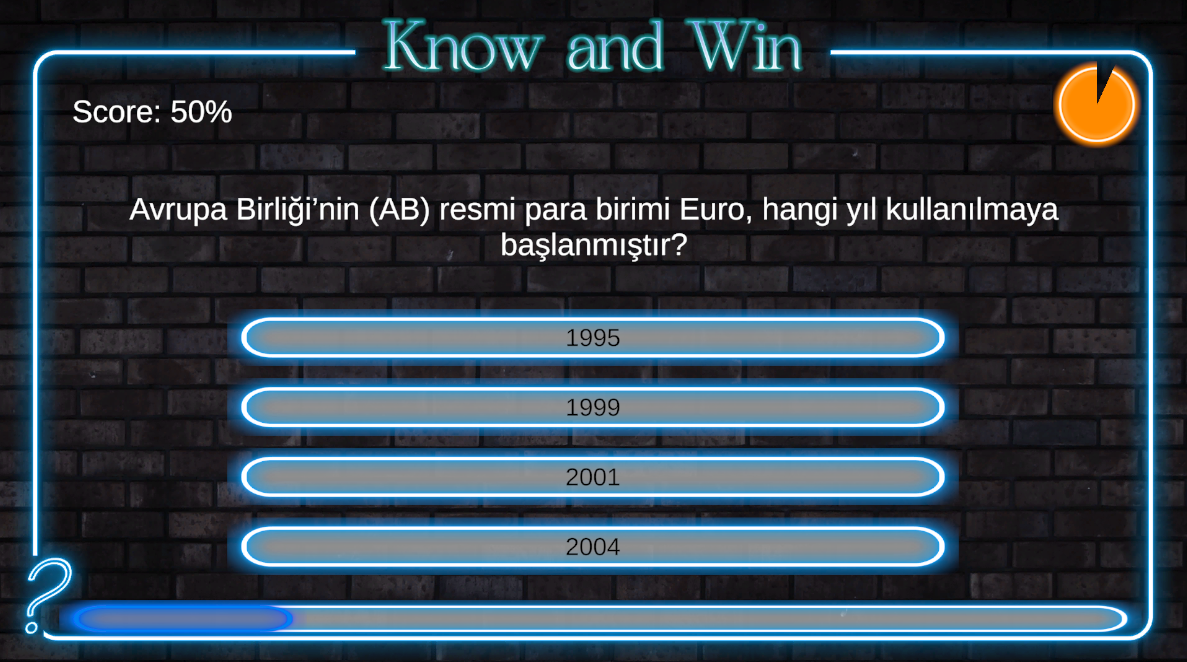 Know and Win
Score: 50%
Avrupa Birliği’nin (AB) resmi para birimi Euro, hangi yıl kullanılmaya
başlanmıştır?
1995
1999
2001
2004
?